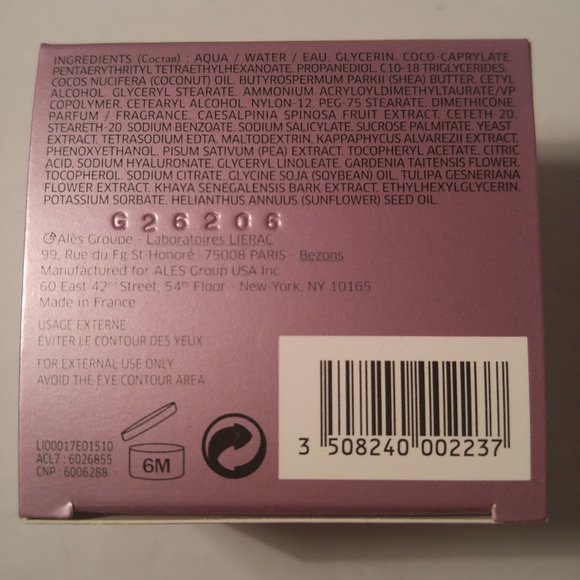 INGREDIENTS (Состав) : AQUA / WATER / EAU, GLYCERIN, COCO-CAPRYLATE,
PENTAERYTHRITYL TETRAETHYLHEXANOATE, PROPANEDIOL, C10-18 TRIGLYCERIDES,
COCOS NUCIFERA (COCONUT) OIL, BUTYROSPERMUM PARKII (SHEA) BUTTER, CETYL
ALCOHOL, GLYCERYL STEARATE, AMMONIUM ACRYLOYLDIMETHYLTAURATE/VP
COPOLYMER, CETEARYL ALCOHOL, NYLON-12, PEG-75 STEARATE, DIMETHICONE,
PARFUM / FRAGRANCE, CAESALPINIA SPINOSA FRUIT EXTRACT, CETETH-20,
STEARETH-20, SODIUM BENZOATE, SODIUM SALICYLATE, SUCROSE PALMITATE, YEAST
EXTRACT, TETRASODIUM EDTA, MALTODEXTRIN, KAPPAPHYCUS ALVAREZII EXTRACT,
PHENOXYETHANOL, PISUM SATIVUM (PEA) EXTRACT, TOCOPHERYL ACETATE, CITRIC
ACID, SODIUM HYALURONATE, GLYCERYL LINOLEATE, GARDENIA TAITENSIS FLOWER,
TOCOPHEROL, SODIUM CITRATE, GLYCINE SOJA (SOYBEAN) OIL, TULIPA GESNERIANA
FLOWER EXTRACT, KHAYA SENEGALENSIS BARK EXTRACT, ETHYLHEXYLGLYCERIN,
POTASSIUM SORBATE, HELIANTHUS ANNUUS (SUNFLOWER) SEED OIL.
G26206
Alès Groupe - Laboratoires LIERAC
99, Rue du Fg St Honoré 75008 PARIS - Bezons
Manufactured for ALES Group USA Inc.
60 East 42nd Street, 54th Floor - New-York, NY 10165
Made in France
USAGE EXTERNE
ÉVITER LE CONTOUR DES YEUX
FOR EXTERNAL USE ONLY
AVOID THE EYE CONTOUR AREA
LI00017E01510
ACL7 : 6026855
CNP : 6006288
6M
3 508240 002237